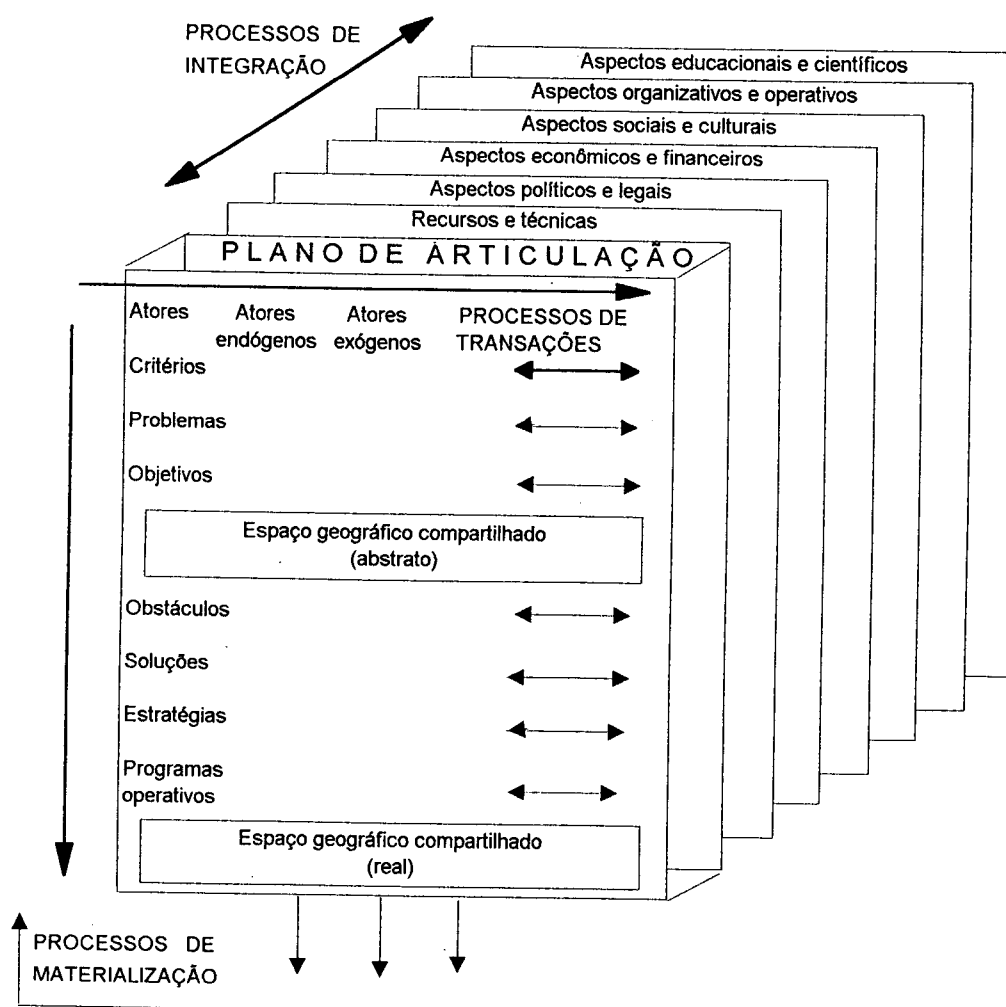 PROCESSOS DE
INTEGRAÇÃO
Aspectos educacionais e científicos
Aspectos organizativos e operativos
Aspectos sociais e culturais
Aspectos econômicos e financeiros
Aspectos políticos e legais
Recursos e técnicas
PLANO DE ARTICULAÇÃO
Atores
Atores
endógenos
Atores
exógenos
PROCESSOS DE
TRANSAÇÕES
Critérios
Problemas
Objetivos
Espaço geográfico compartilhado
(abstrato)
Obstáculos
Soluções
Estratégias
Programas
operativos
Espaço geográfico compartilhado
(real)
PROCESSOS DE
MATERIALIZAÇÃO